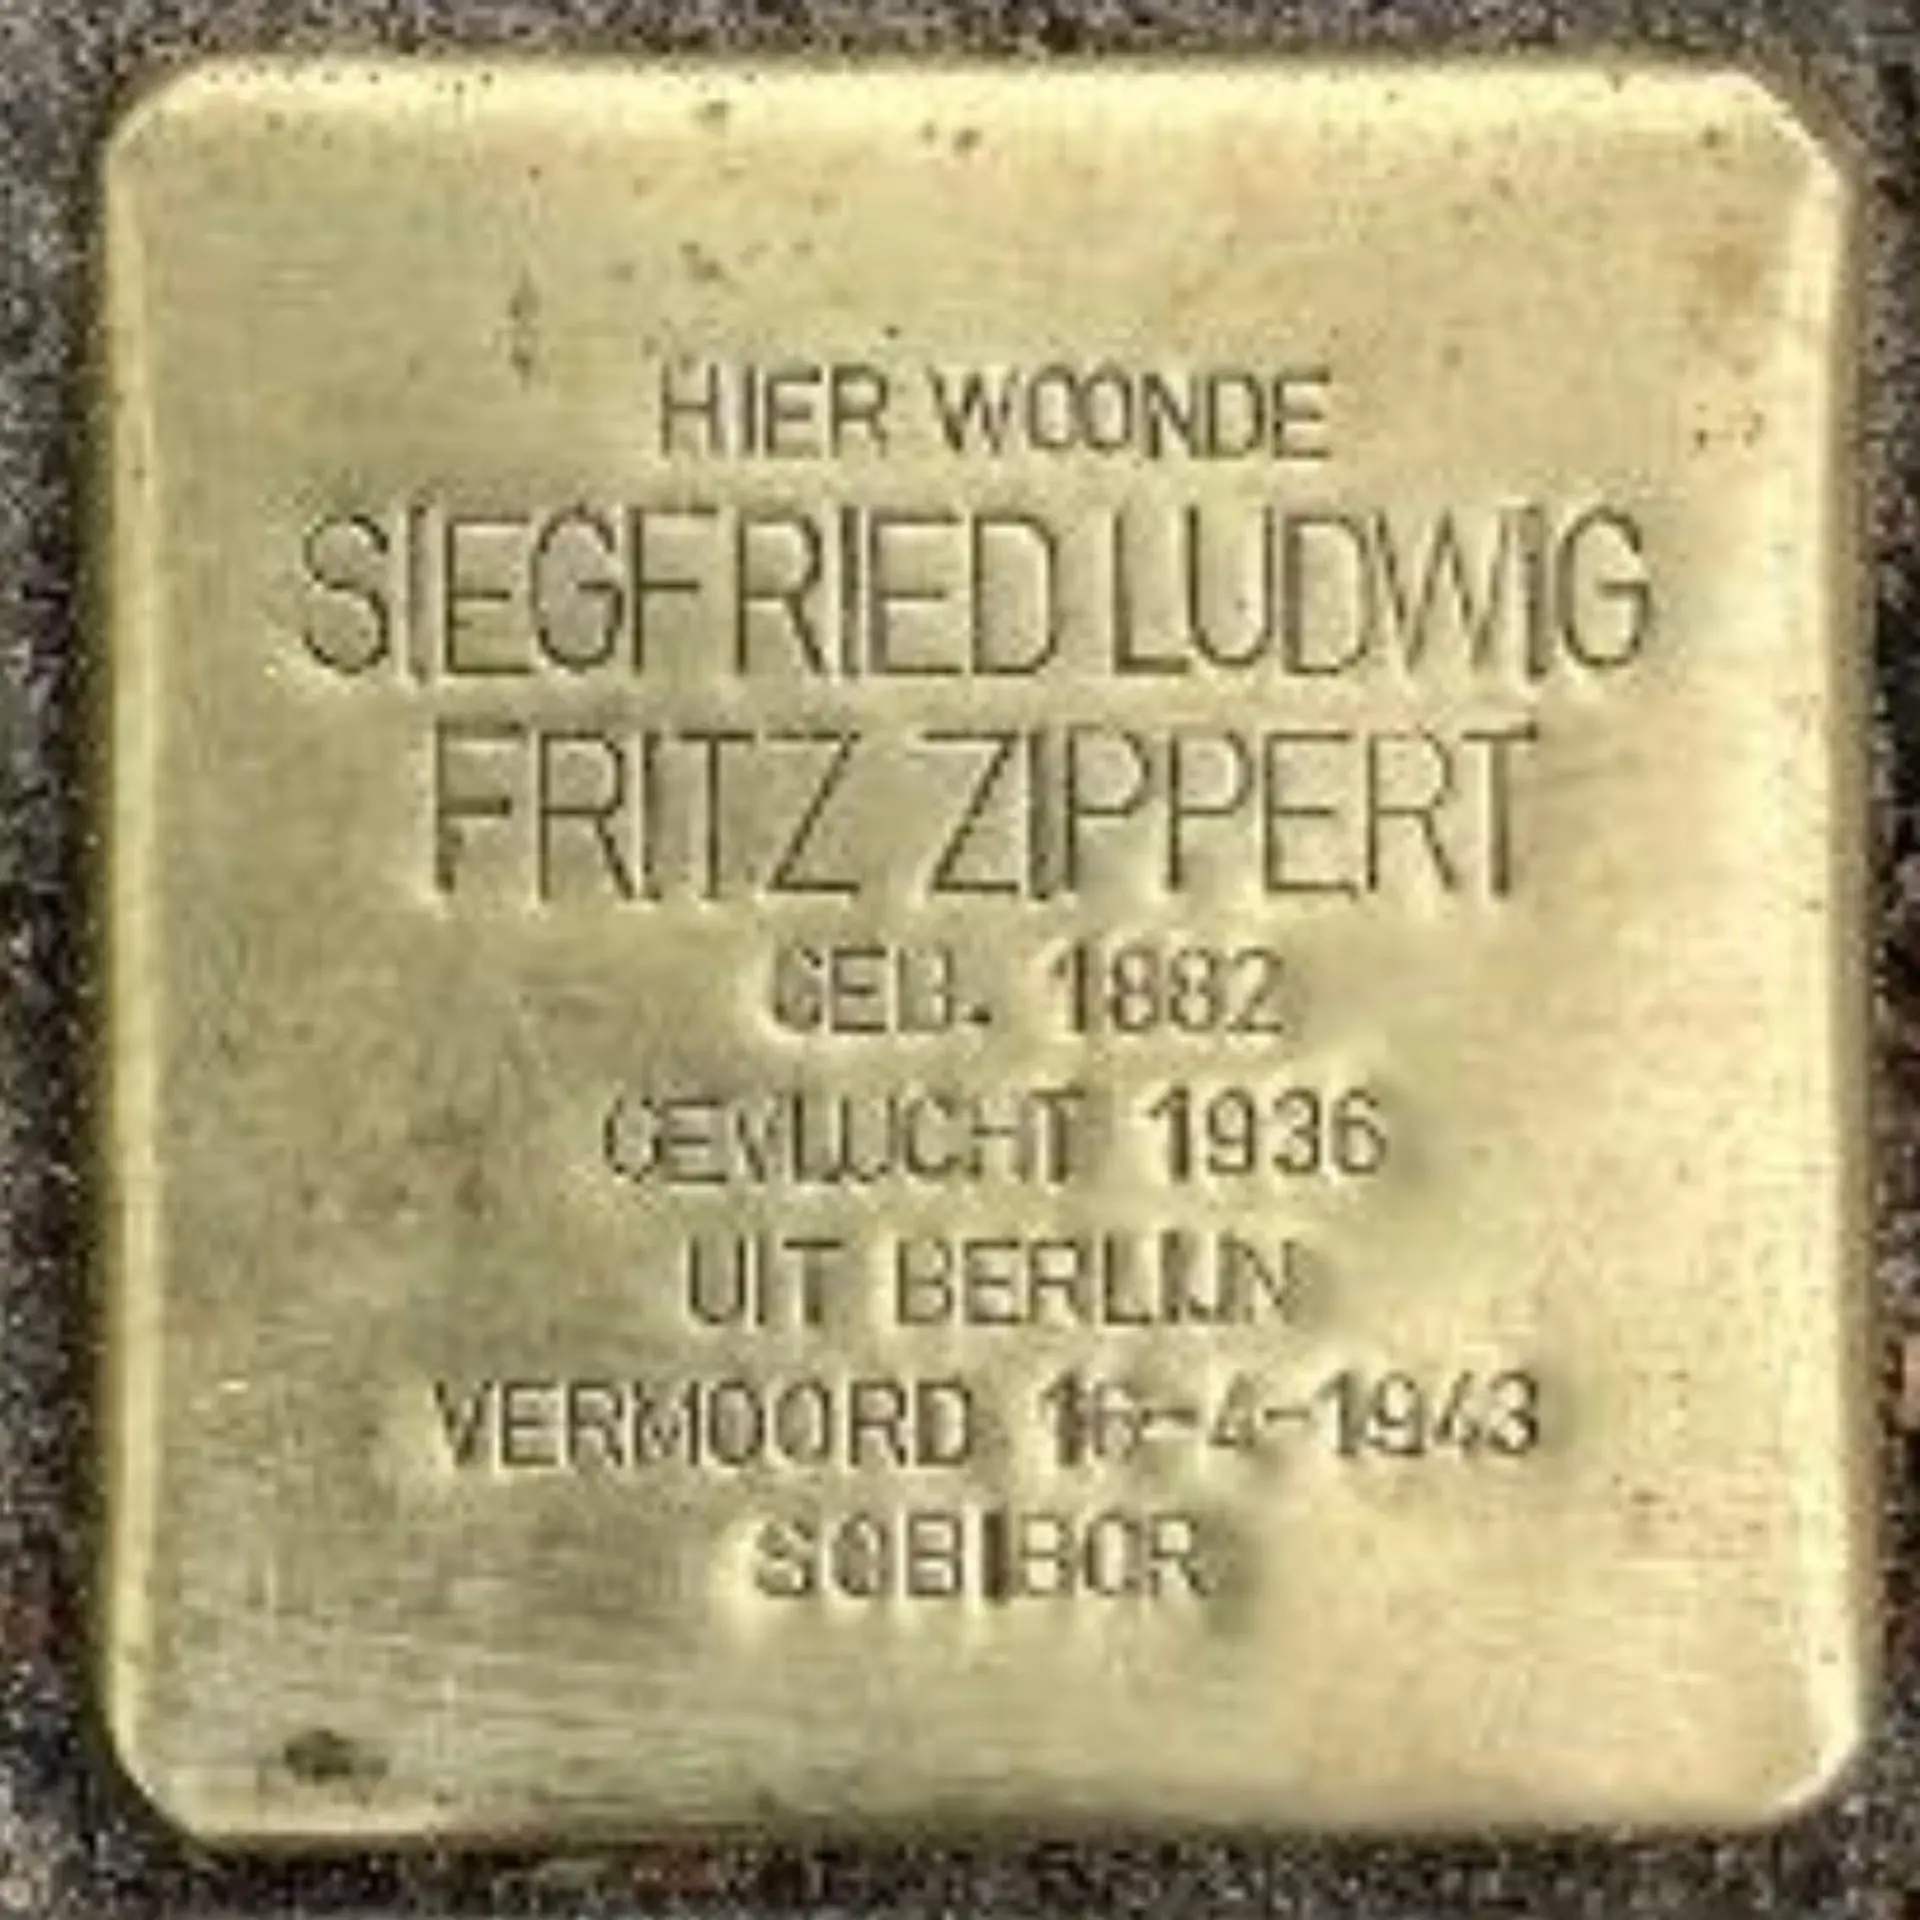 HIER WOONDE
SIEGFRIED LUDWIG
FRITZ ZIPPERT
GEB. 1882
GEVLUCHT 1936
UIT BERLIJN
VERMOORD 16-4-1943
SOBIBOR